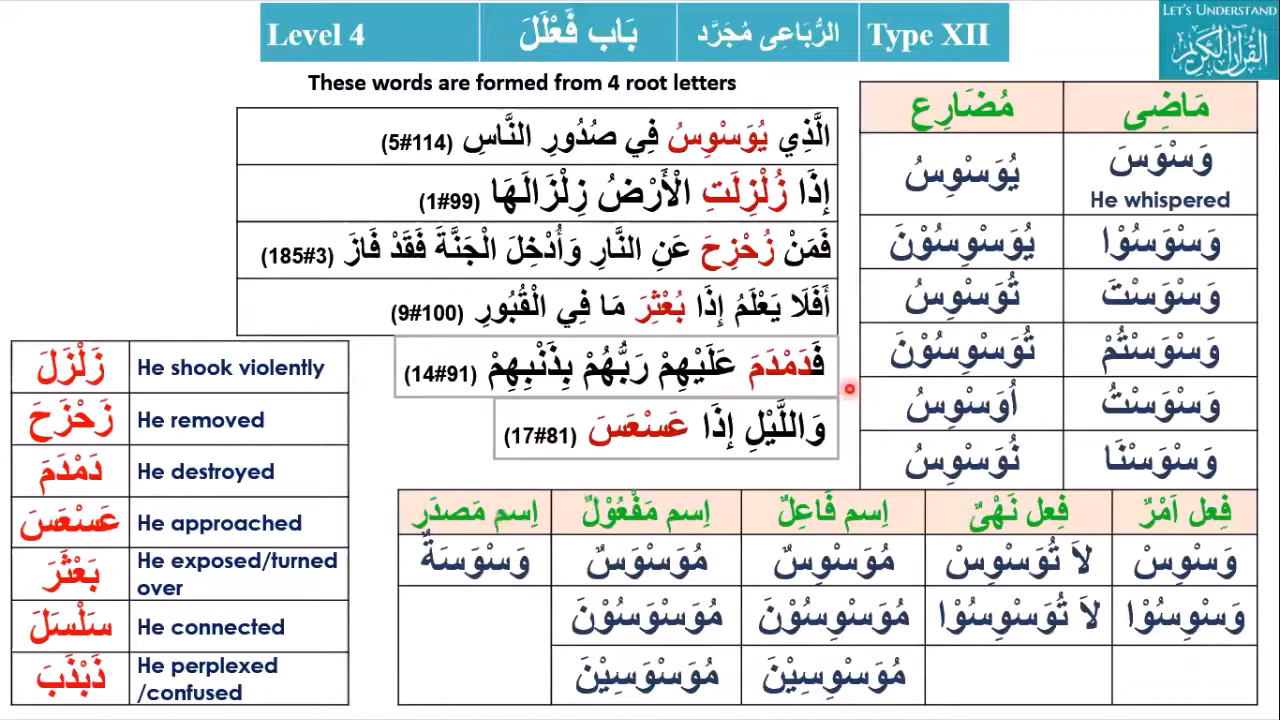 Level 4
بَاب فَعْلَلَ
الرُّبَاعِى مُجَرَّد
Type XII
LET'S UNDERSTAND
القُرْآنُ الكَرِيْم
These words are formed from 4 root letters
الَّذِي يُوَسْوِسُ فِي صُدُورِ النَّاسِ (5#114)
إِذَا زُلْزِلَتِ الْأَرْضُ زِلْزَالَهَا (1#99)
فَمَنْ زُحْزِحَ عَنِ النَّارِ وَأُدْخِلَ الْجَنَّةَ فَقَدْ فَازَ (185#3)
أَفَلَا يَعْلَمُ إِذَا بُعْثِرَ مَا فِي الْقُبُورِ (9#100)
فَدَمْدَمَ عَلَيْهِمْ رَبُّهُمْ بِذَنْبِهِمْ (14#91)
وَاللَّيْلِ إِذَا عَسْعَسَ (17#81)
مَاضِى مُضَارِع
وَسْوَسَ يُوَسْوِسُ
He whispered
وَسْوَسُوْا يُوَسْوِسُوْنَ
وَسْوَسْتَ تُوَسْوِسُ
وَسْوَسْتُمْ تُوَسْوِسُوْنَ
وَسْوَسْتُ اُوَسْوِسُ
وَسْوَسْنَا نُوَسْوِسُ
زَلْزَلَ He shook violently
زَحْزَحَ He removed
دَمْدَمَ He destroyed
عَسْعَسَ He approached
بَعْثَرَ He exposed/turned
over
سَلْسَلَ He connected
ذَبْذَبَ He perplexed
/confused
فِعل اَمْرٌ فِعل نَهْىٌ اِسم فَاعِلٌ اِسم مَفْعُوْلٌ اِسم مَصدَر
وَسْوِسْ لاَ تُوَسْوِسْ مُوَسْوِسٌ مُوَسْوَسٌ وَسْوَسَةٌ
وَسْوِسُوْا لاَ تُوَسْوِسُوْا مُوَسْوِسُوْنَ مُوَسْوَسُوْنَ
مُوَسْوِسِيْنَ مُوَسْوَسِيْنَ